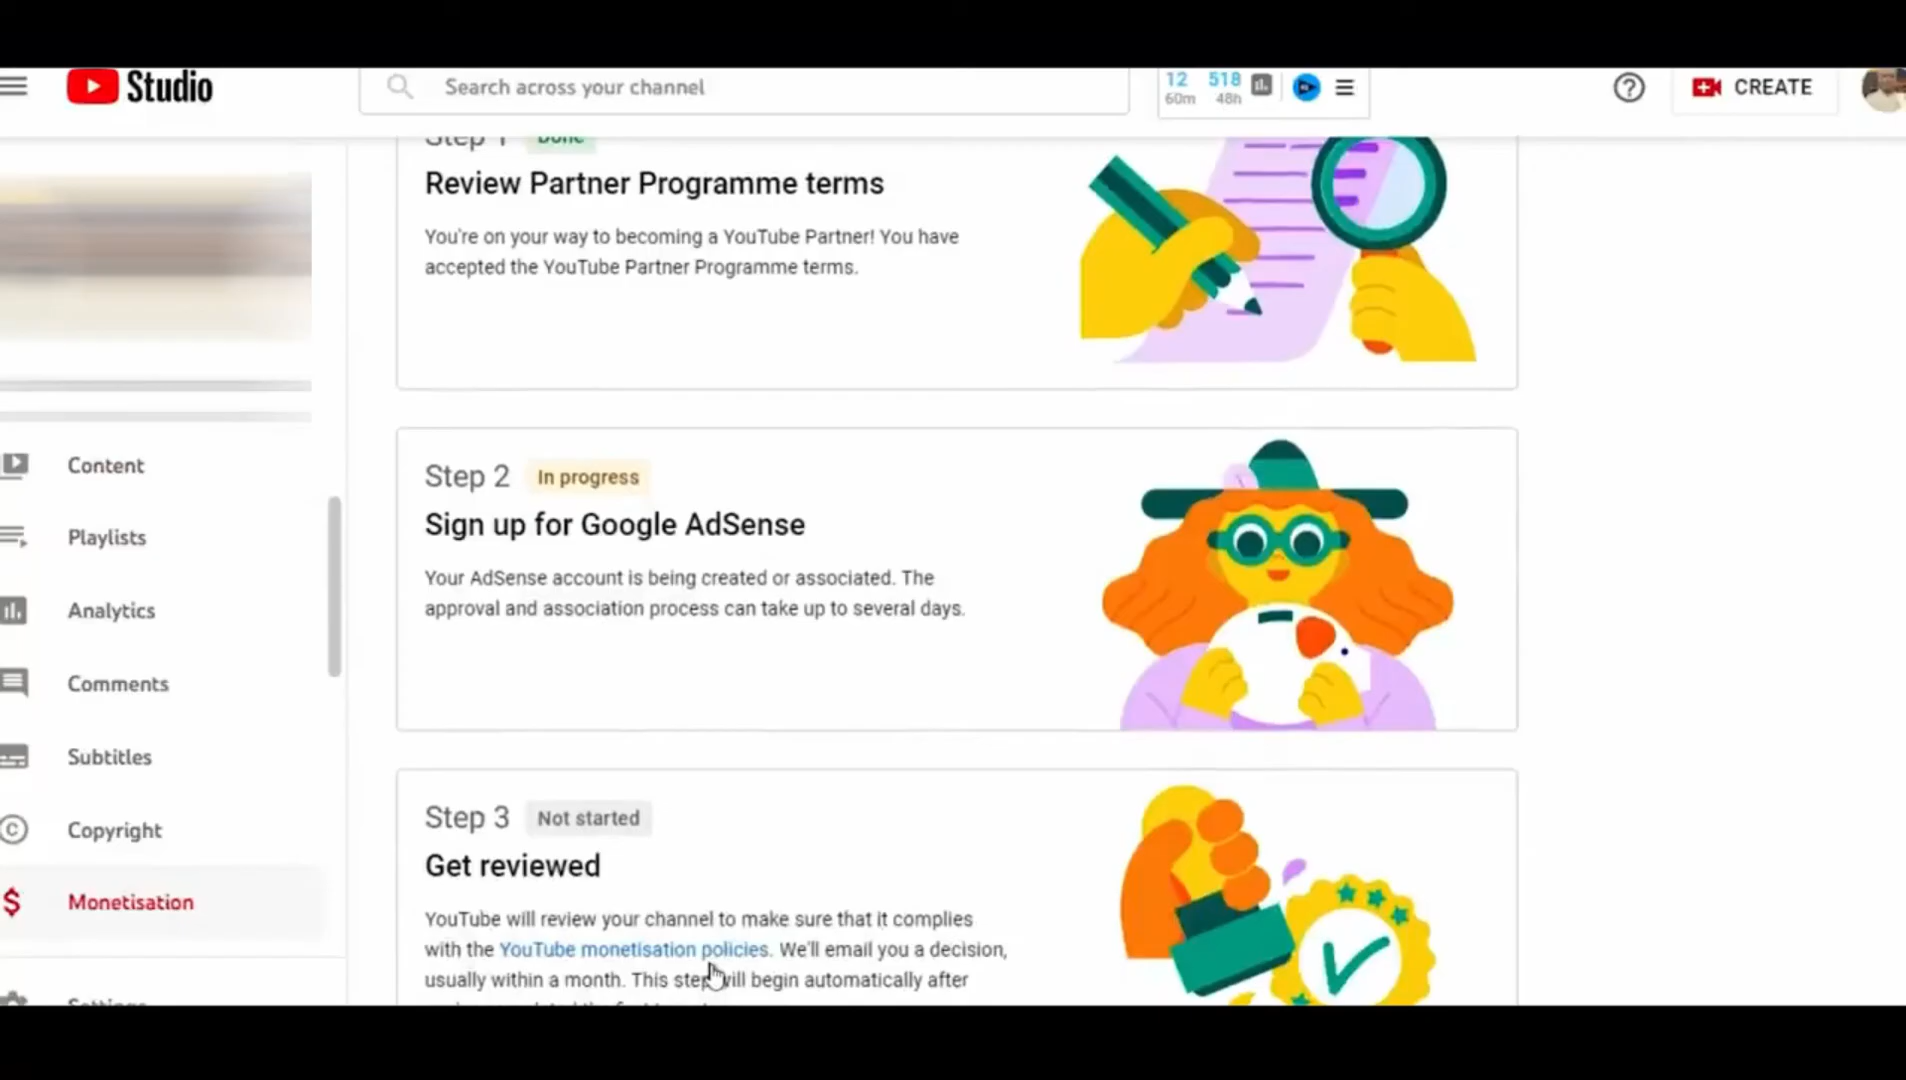 Studio
Search across your channel
12 518
60m 48h
CREATE
Step 1 Done
Review Partner Programme terms
You're on your way to becoming a YouTube Partner! You have
accepted the YouTube Partner Programme terms.
Content
Playlists
Analytics
Comments
Subtitles
Copyright
Monetisation
Settings
Step 2 In progress
Sign up for Google AdSense
Your AdSense account is being created or associated. The
approval and association process can take up to several days.
Step 3 Not started
Get reviewed
YouTube will review your channel to make sure that it complies
with the YouTube monetisation policies. We'll email you a decision,
usually within a month. This step will begin automatically after